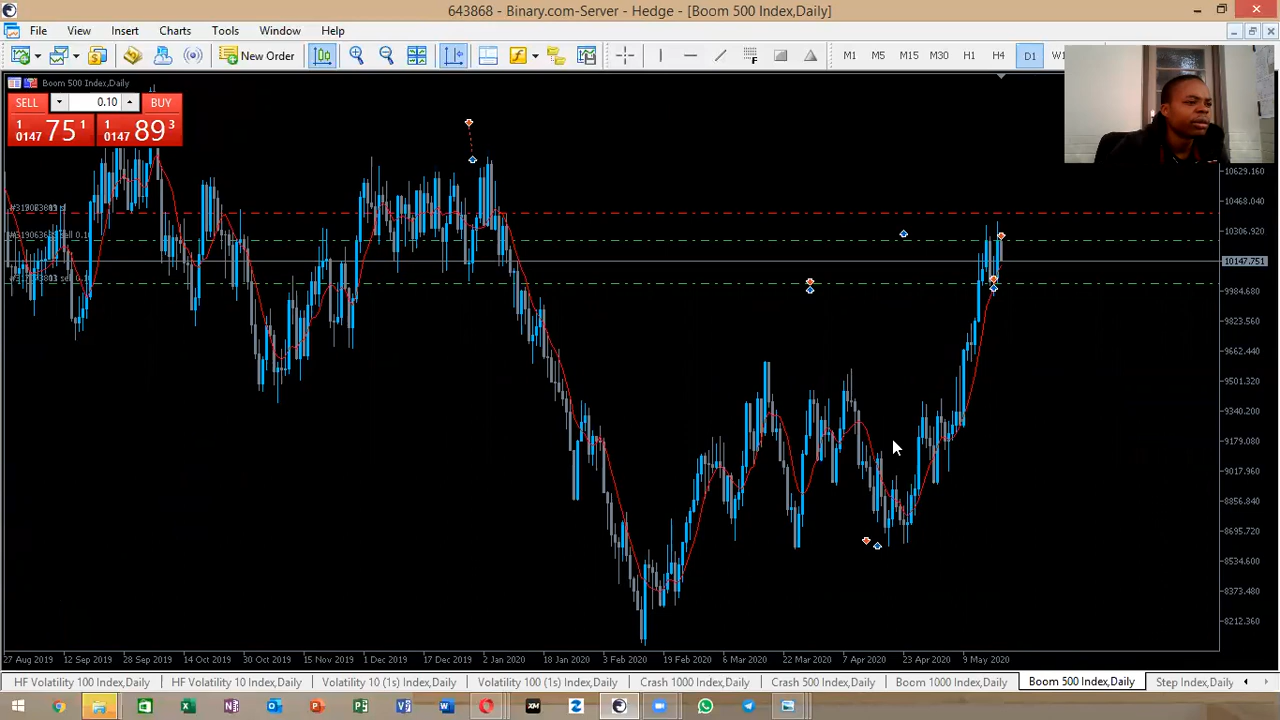 643868 - Binary.com-Server - Hedge - [Boom 500 Index,Daily]
File View Insert Charts Tools Window Help
New Order
M1 M5 M15 M30 H1 H4 D1
Boom 500 Index,Daily
SELL 0.10 BUY
1 0147 75 1
1 0147 89 3
10629.160
10468.040
10306.920
10147.751
9984.680
9823.560
9662.440
9501.320
9340.200
9179.080
9017.960
8856.840
8695.720
8534.600
8373.480
8212.360
27 Aug 2019 12 Sep 2019 28 Sep 2019 14 Oct 2019 30 Oct 2019 15 Nov 2019 1 Dec 2019 17 Dec 2019 2 Jan 2020 18 Jan 2020 3 Feb 2020 19 Feb 2020 6 Mar 2020 22 Mar 2020 7 Apr 2020 23 Apr 2020 9 May 2020
HF Volatility 100 Index,Daily HF Volatility 10 Index,Daily Volatility 10 (1s) Index,Daily Volatility 100 (1s) Index,Daily Crash 1000 Index,Daily Crash 500 Index,Daily Boom 1000 Index,Daily Boom 500 Index,Daily Step Index,Daily
XM